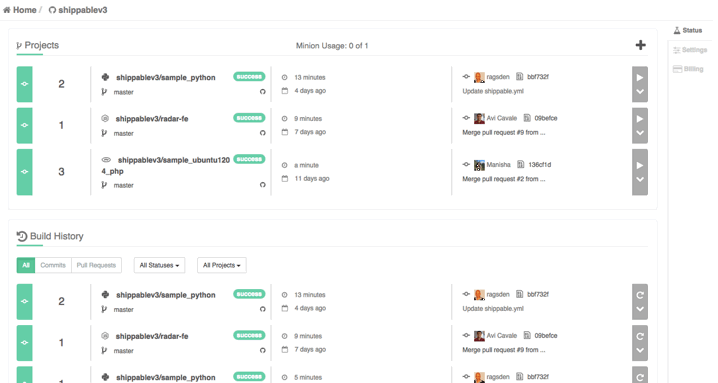 Home / shippablev3
Status
Projects
Minion Usage: 0 of 1
Settings
Billing
2
shippablev3/sample_python
SUCCESS
master
13 minutes
4 days ago
ragsden bbf732f
Update shippable.yml
1
shippablev3/radar-fe
SUCCESS
master
9 minutes
7 days ago
Avi Cavale 09befce
Merge pull request #9 from ...
3
shippablev3/sample_ubuntu120
4_php
SUCCESS
master
a minute
11 days ago
Manisha 136cf1d
Merge pull request #2 from ...
Build History
All Commits Pull Requests All Statuses All Projects
2
shippablev3/sample_python
SUCCESS
master
13 minutes
4 days ago
ragsden bbf732f
Update shippable.yml
1
shippablev3/radar-fe
SUCCESS
master
9 minutes
7 days ago
Avi Cavale 09befce
Merge pull request #9 from ...
1
shippablev3/sample_python
SUCCESS
5 minutes
ragsden bbf732f